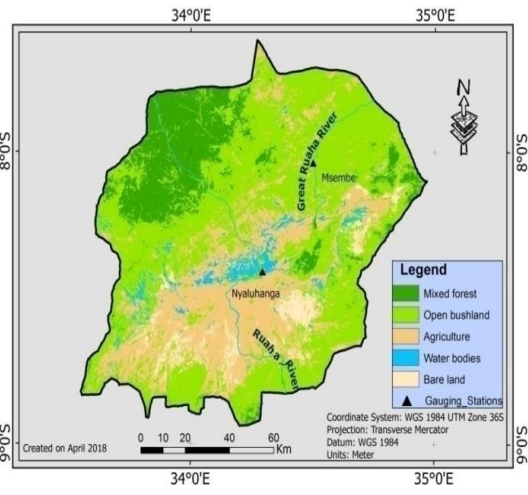 34°0'E 35°0'E
N
8°0'S 8°0'S
Great Ruaha River
Msembe
Nyaluhanga
Ruaha River
Legend
Mixed forest
Open bushland
Agriculture
Water bodies
Bare land
Gauging_Stations
Coordinate System: WGS 1984 UTM Zone 36S
Projection: Transverse Mercator
Datum: WGS 1984
Units: Meter
Created on April 2018
0 10 20 40 60
Km
9°0'S 9°0'S
34°0'E 35°0'E